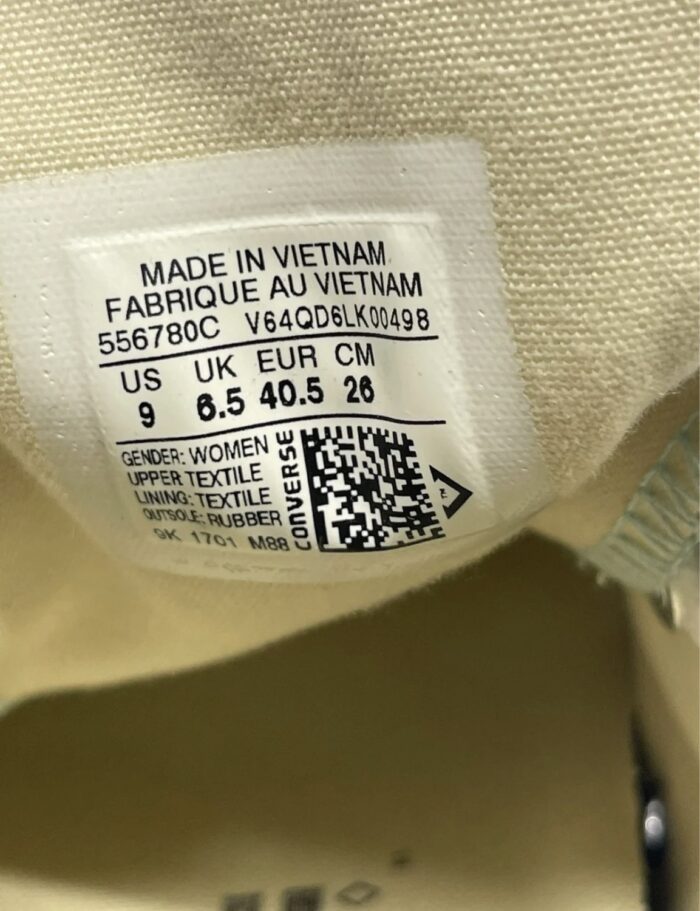 MADE IN VIETNAM
FABRIQUE AU VIETNAM
556780C V64QD6LK00498
US UK EUR CM
9 6.5 40.5 26
GENDER: WOMEN
UPPER TEXTILE
LINING: TEXTILE
OUTSOLE: RUBBER
9K 1701 M88
CONVERSE